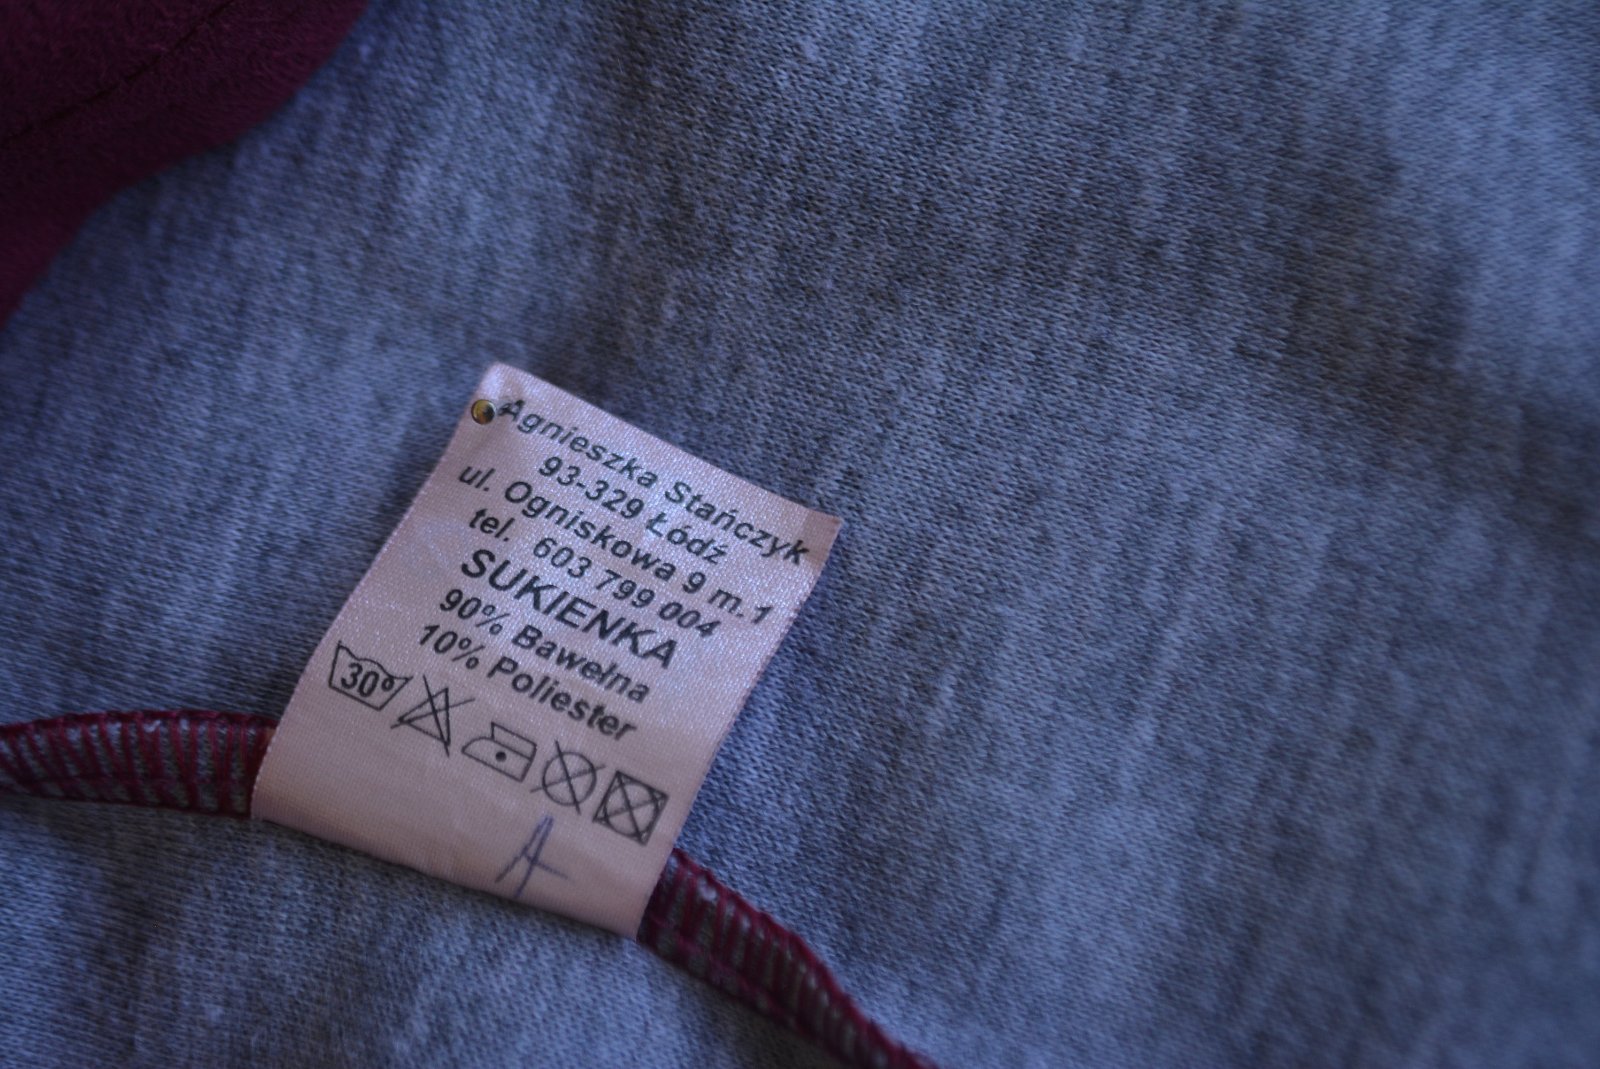 Agnieszka Stańczyk
93-329 Łódź
ul. Ogniskowa 9 m.1
tel. 603 799 004
SUKIENKA
90% Bawełna
10% Poliester
30°
A